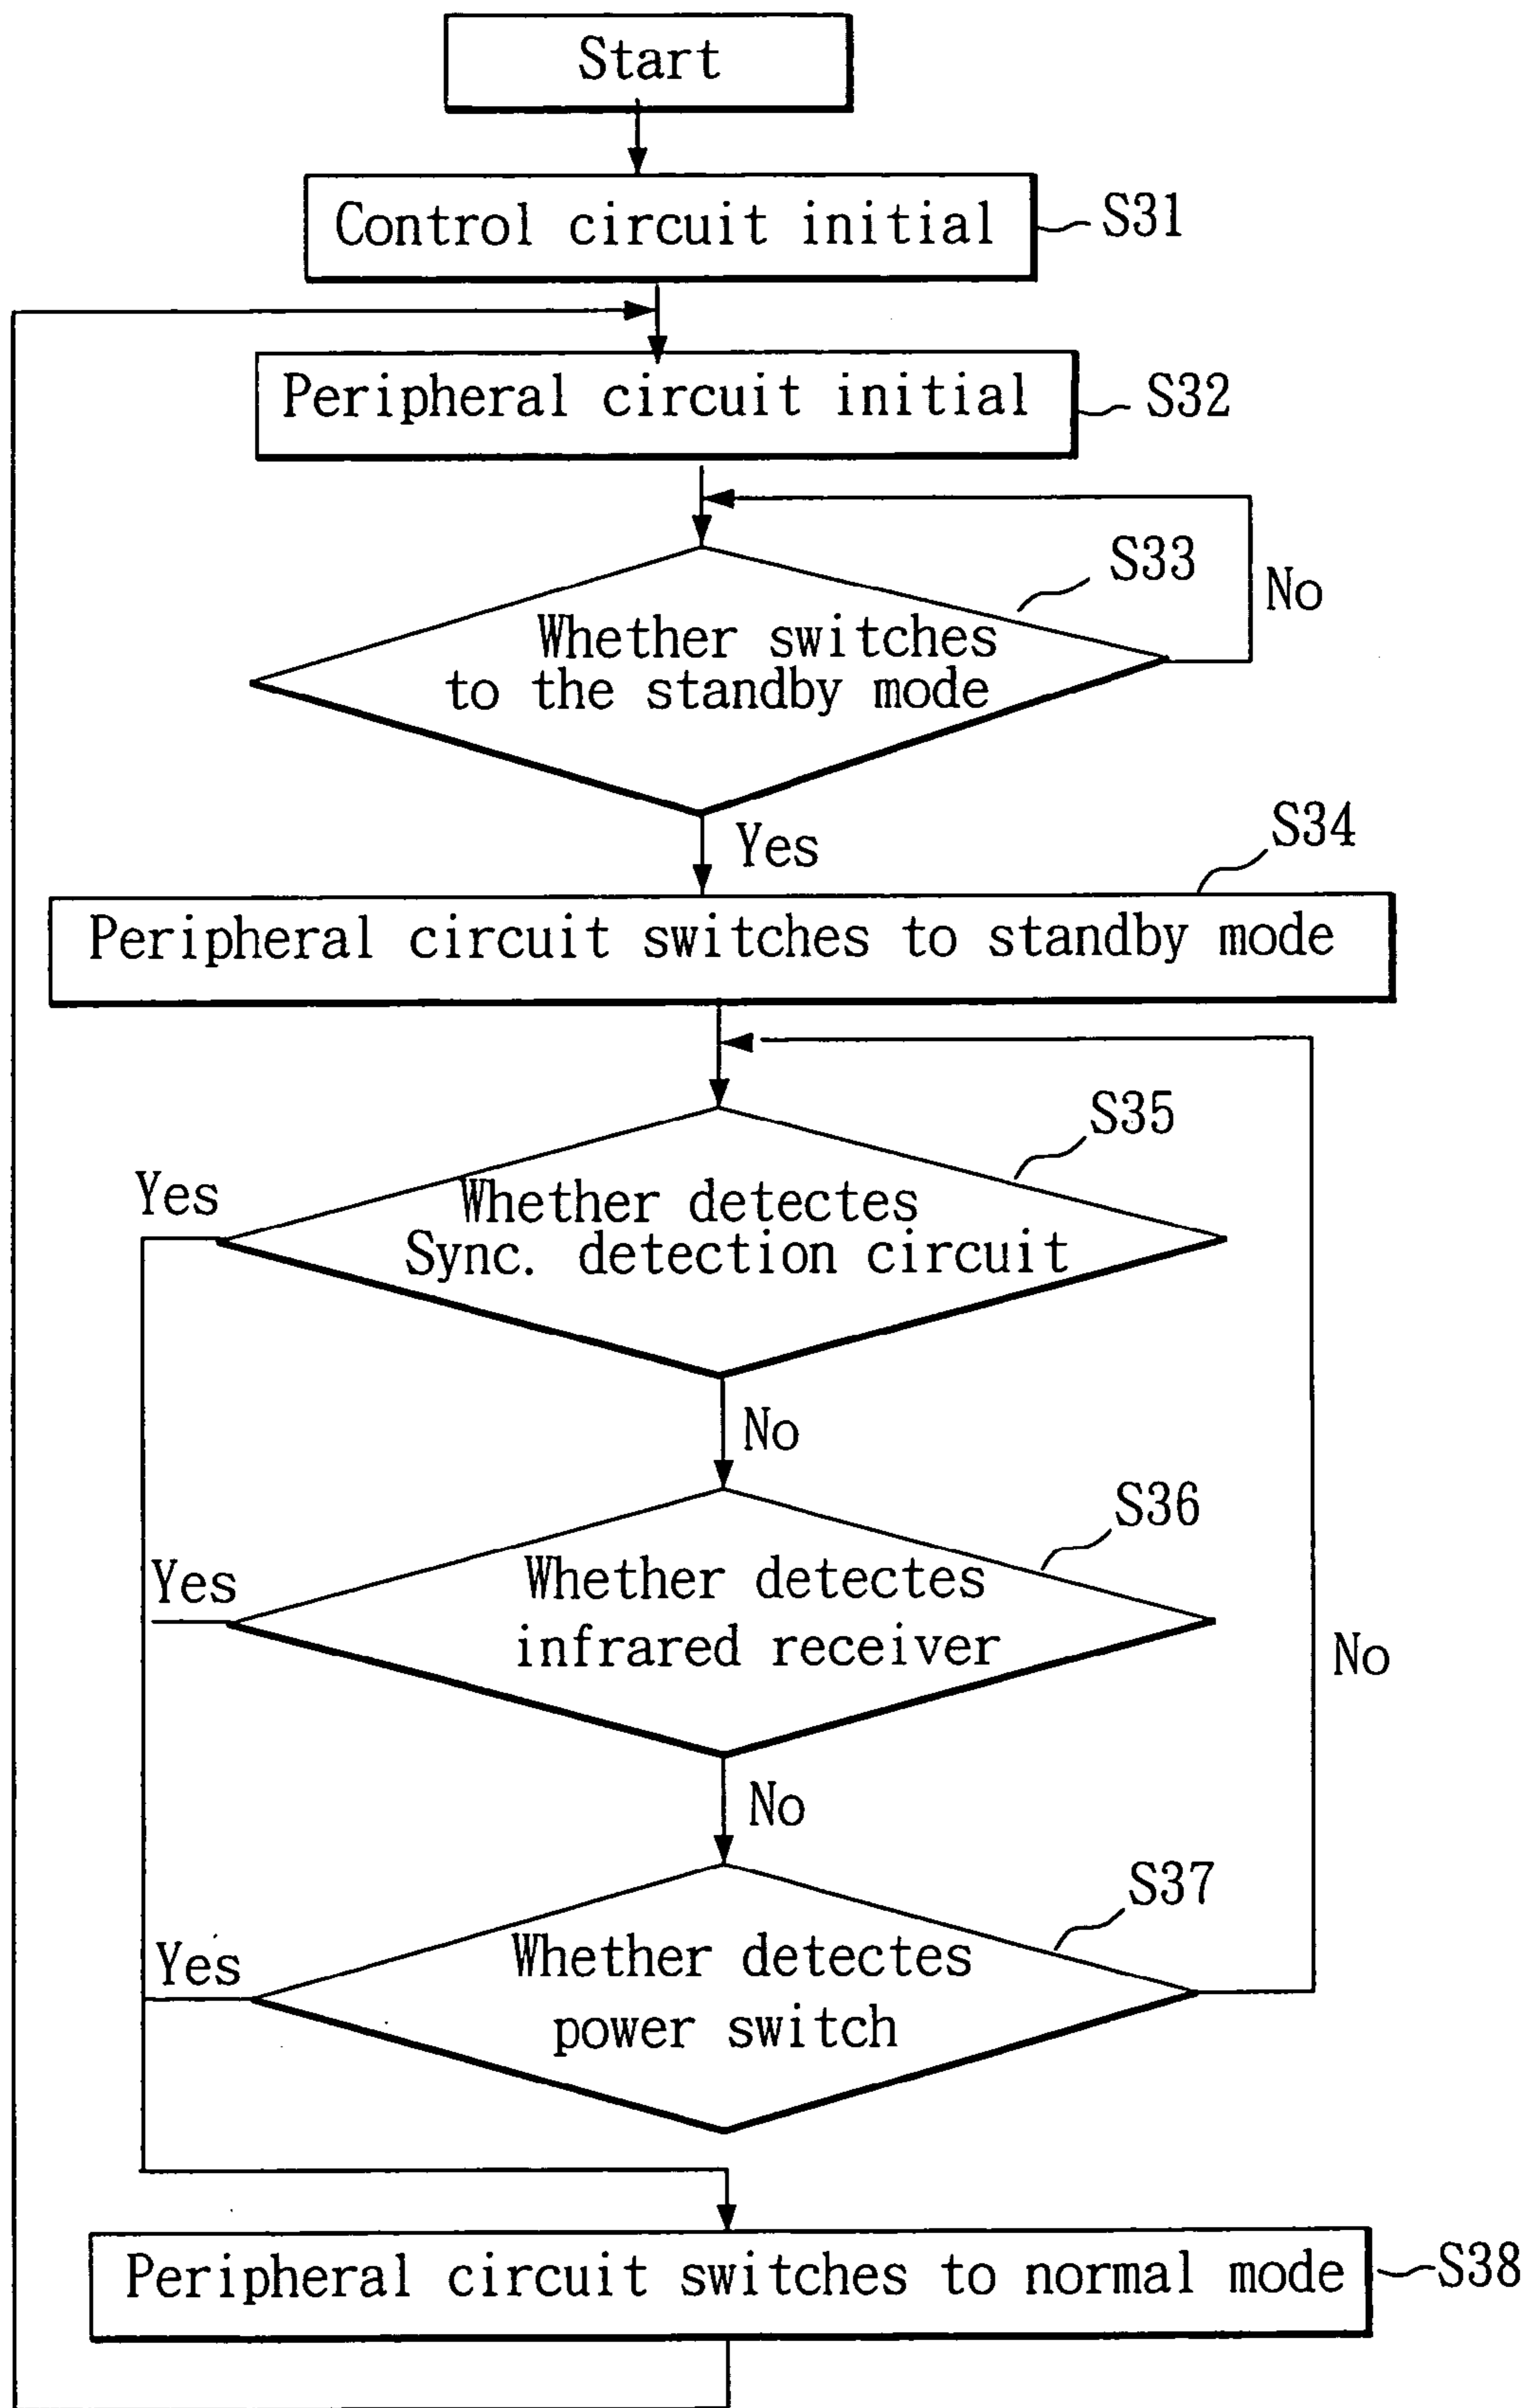 Start
Control circuit initial
S31
Peripheral circuit initial
S32
S33
No
Whether switches
to the standby mode
Yes
S34
Peripheral circuit switches to standby mode
S35
Yes
Whether detectes
Sync. detection circuit
No
S36
Yes
Whether detectes
infrared receiver
No
No
S37
Yes
Whether detectes
power switch
Peripheral circuit switches to normal mode
S38